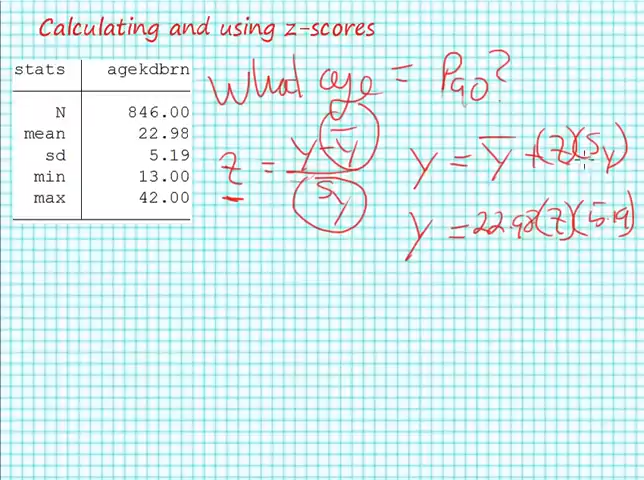 Calculating and using z-scores
stats agekdbrn
N 846.00
mean 22.98
sd 5.19
min 13.00
max 42.00
What age = P90?
z = y - ȳ / sy
y = ȳ + (z)(sy)
y = 22.98(z)(5.19)